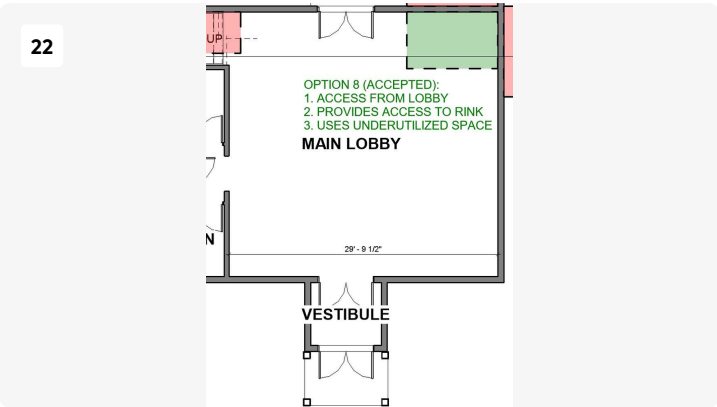 22
UP
OPTION 8 (ACCEPTED):
1. ACCESS FROM LOBBY
2. PROVIDES ACCESS TO RINK
3. USES UNDERUTILIZED SPACE
MAIN LOBBY
N
29' - 9 1/2"
VESTIBULE